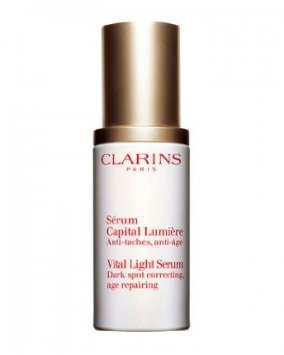 CLARINS
PARIS
Sérum
Capital Lumière
Anti-taches, anti-âge
Vital Light Serum
Dark spot correcting,
age repairing